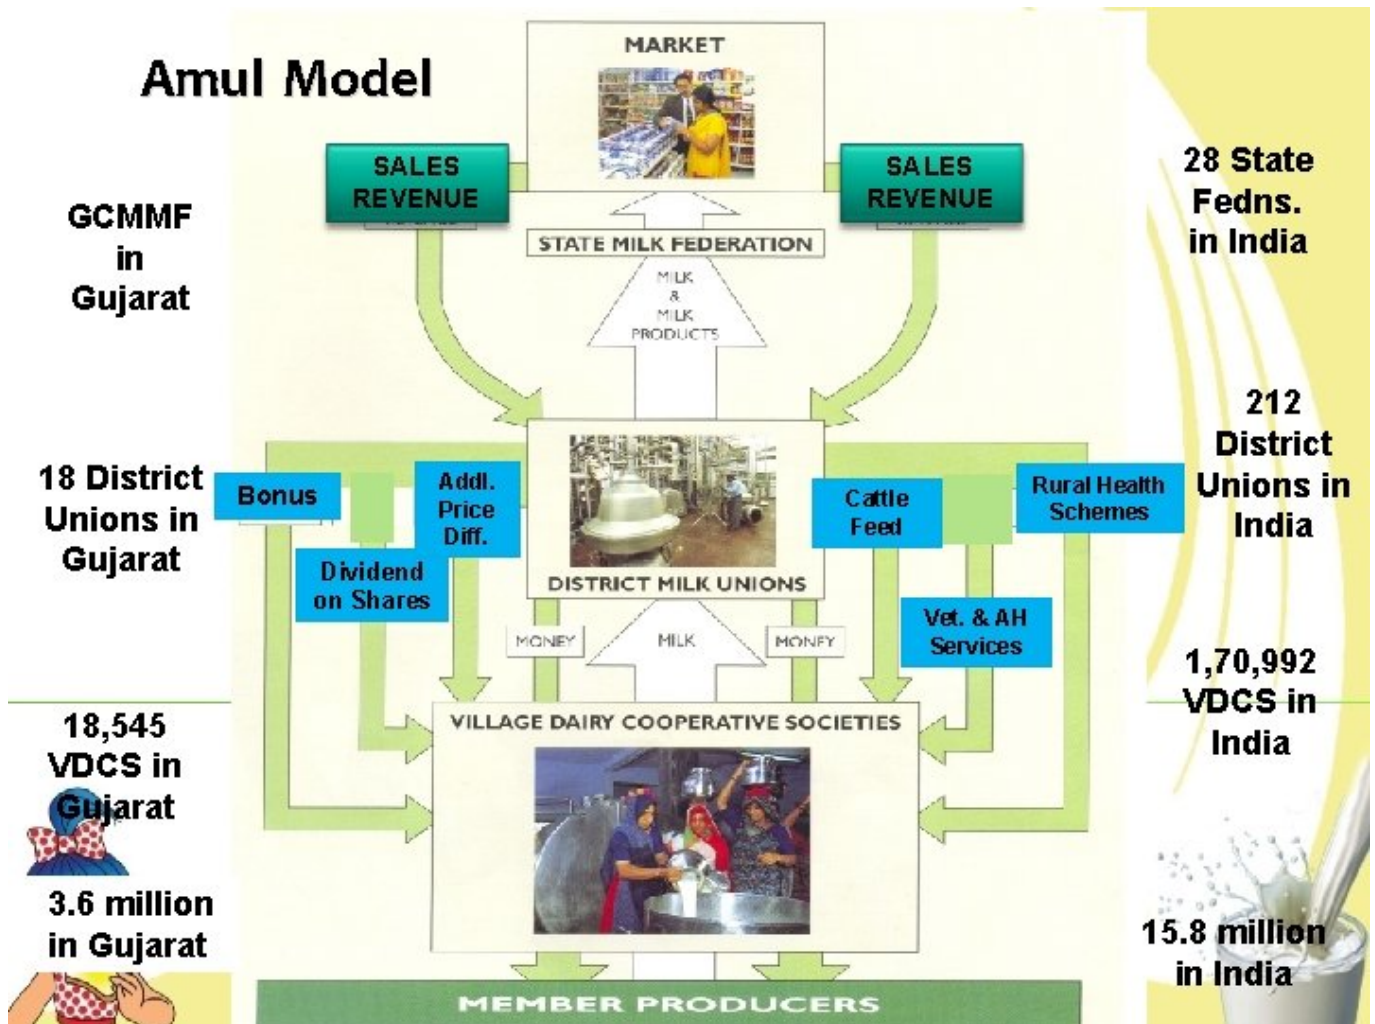 Amul Model
MARKET
SALES
REVENUE
SALES
REVENUE
GCMMF
in
Gujarat
28 State
Fedns.
in India
STATE MILK FEDERATION
MILK
&
MILK
PRODUCTS
18 District
Unions in
Gujarat
Bonus
Dividend
on Shares
Addl.
Price
Diff.
Cattle
Feed
Rural Health
Schemes
Vet. & AH
Services
212
District
Unions in
India
DISTRICT MILK UNIONS
MONEY
MILK
MONEY
18,545
VDCS in
Gujarat
VILLAGE DAIRY COOPERATIVE SOCIETIES
1,70,992
VDCS in
India
3.6 million
in Gujarat
15.8 million
in India
MEMBER PRODUCERS